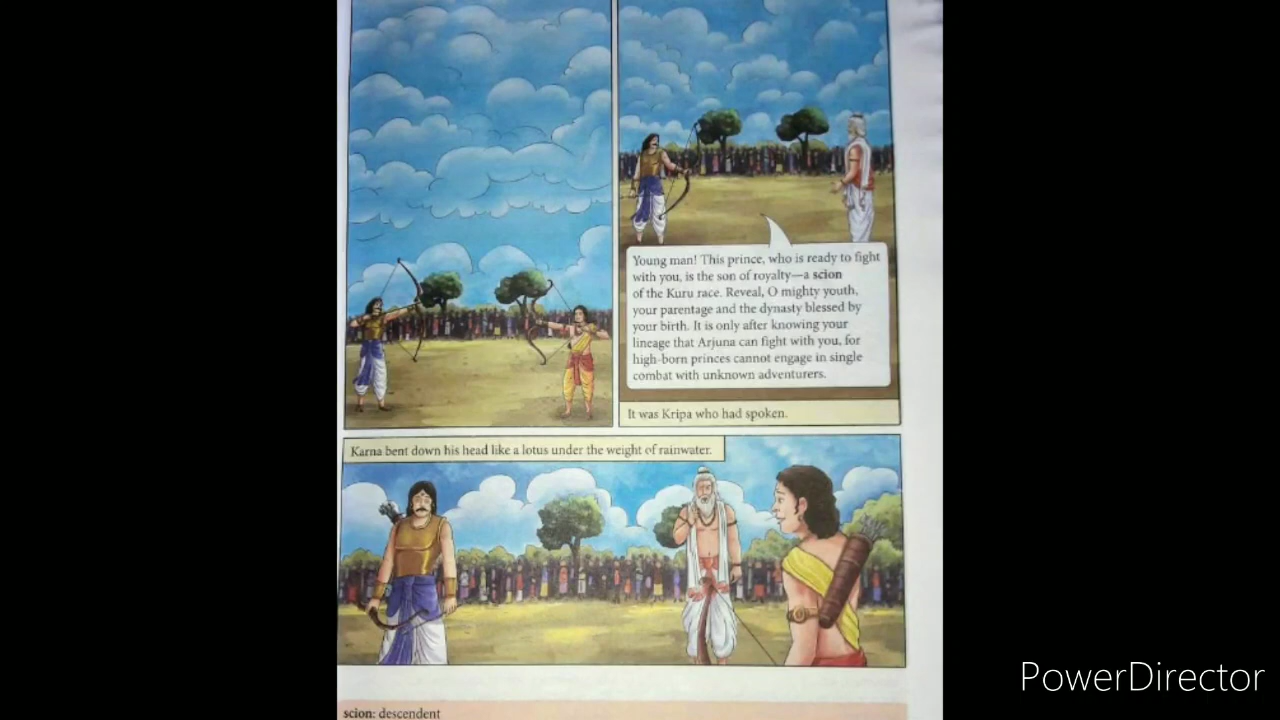 Young man! This prince, who is ready to fight
with you, is the son of royalty—a scion
of the Kuru race. Reveal, O mighty youth,
your parentage and the dynasty blessed by
your birth. It is only after knowing your
lineage that Arjuna can fight with you, for
high-born princes cannot engage in single
combat with unknown adventurers.
It was Kripa who had spoken.
Karna bent down his head like a lotus under the weight of rainwater.
scion: descendent
PowerDirector